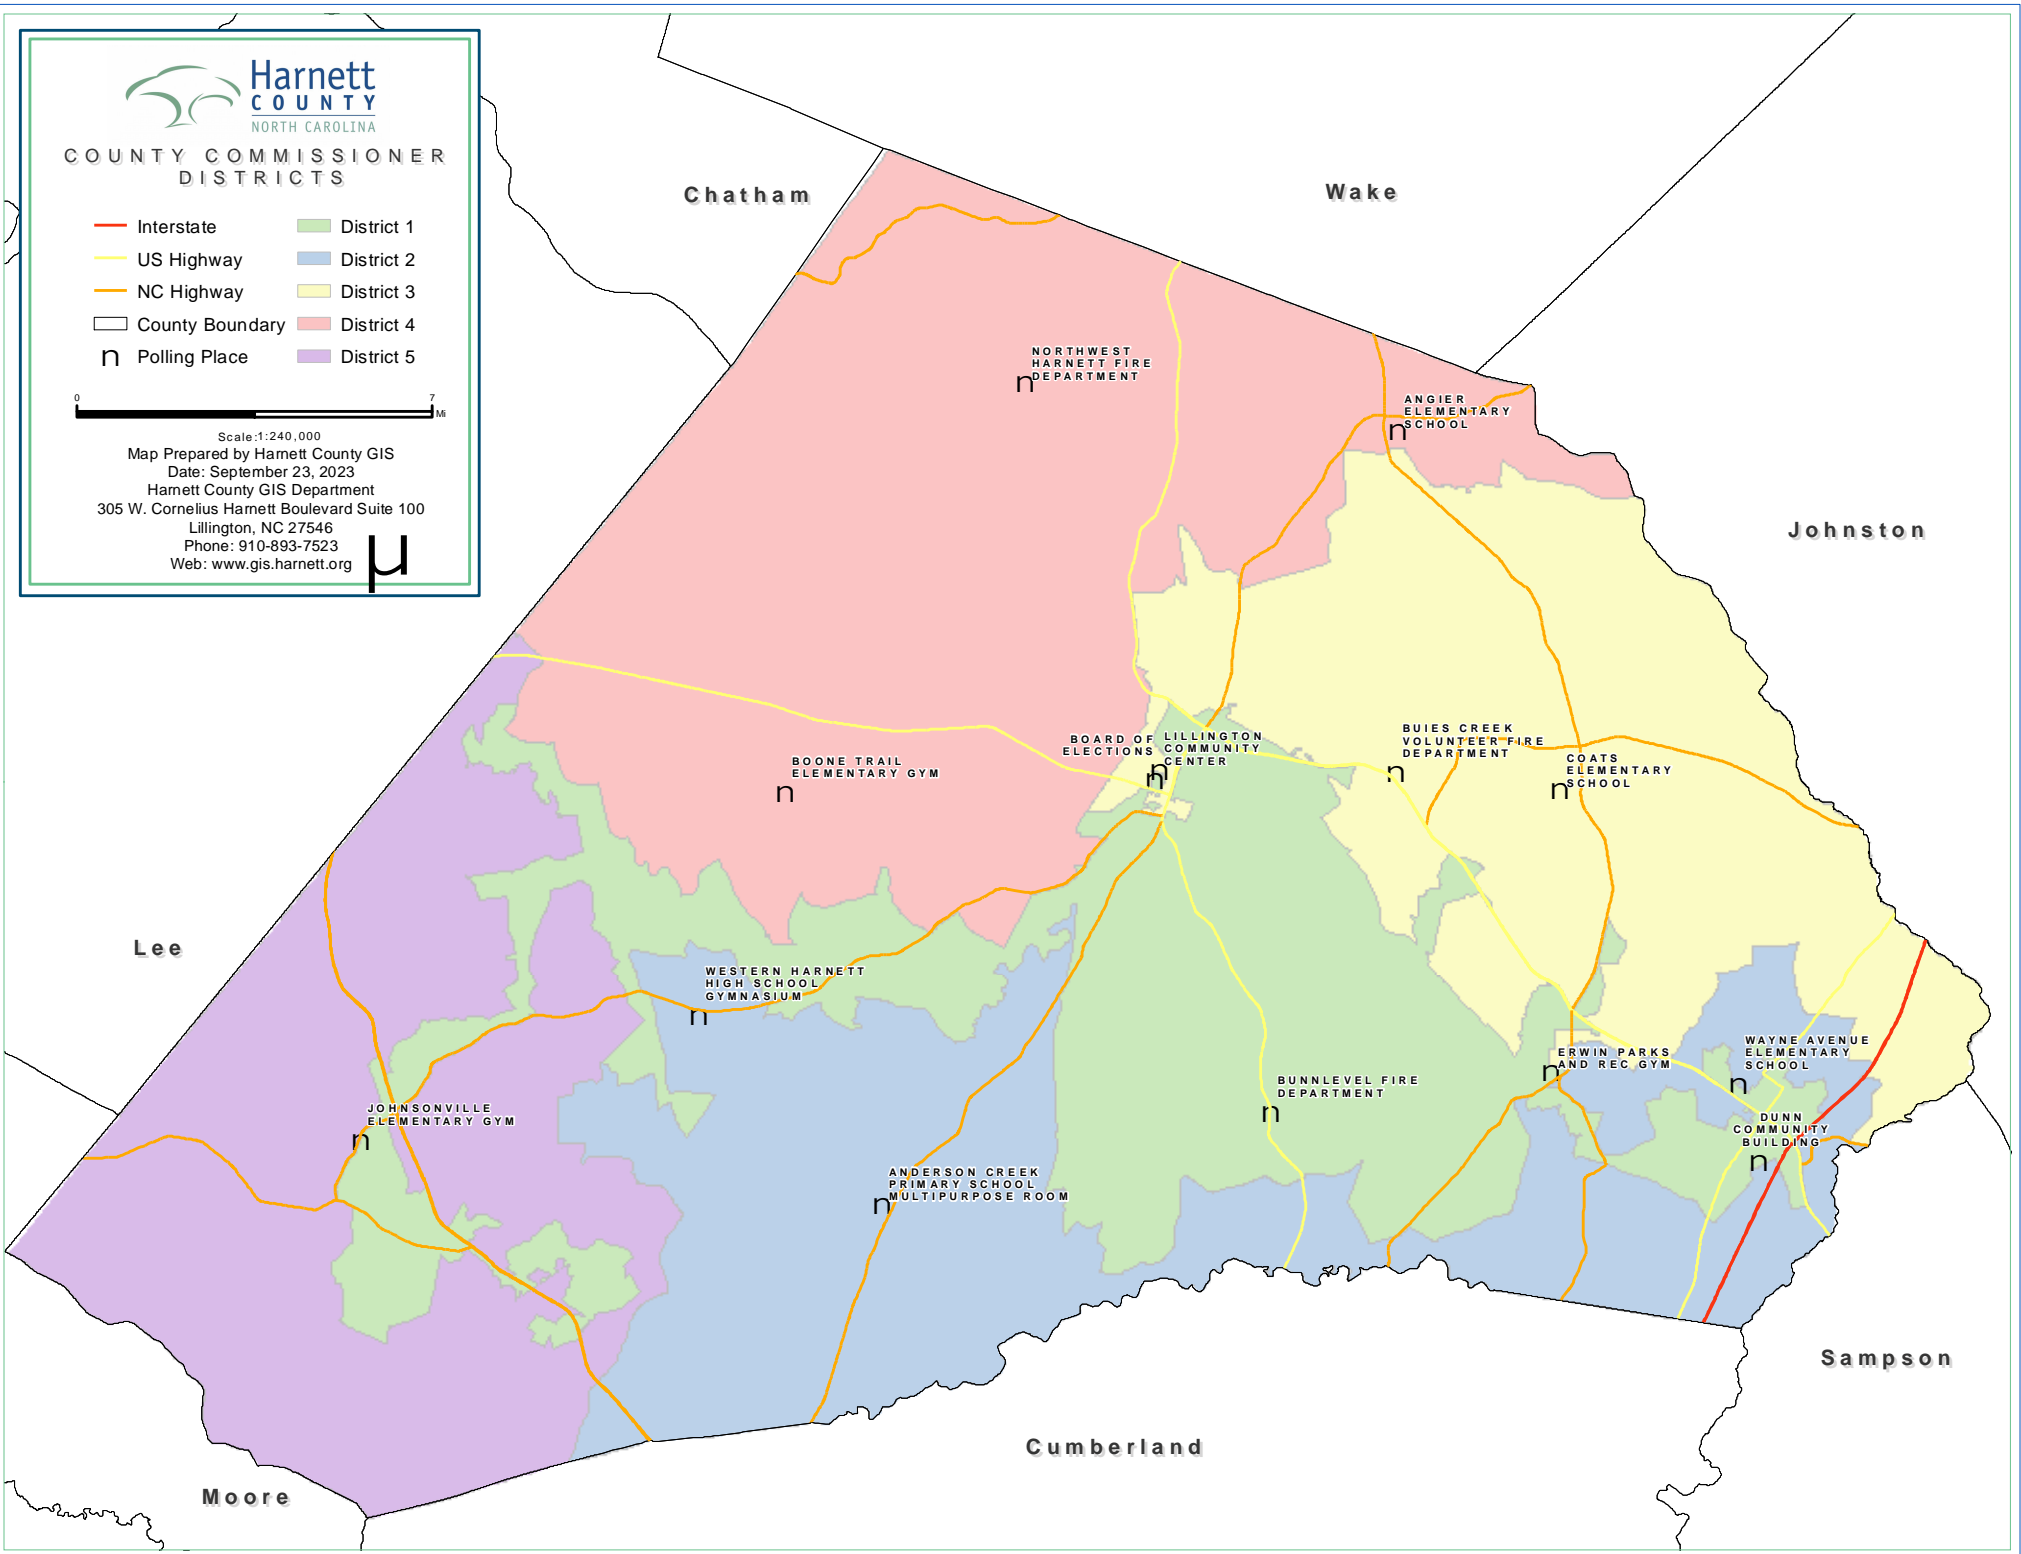 Harnett
COUNTY
NORTH CAROLINA
COUNTY COMMISSIONER
DISTRICTS
Interstate
US Highway
NC Highway
County Boundary
n Polling Place
District 1
District 2
District 3
District 4
District 5
0 7
Mi
Scale:1:240,000
Map Prepared by Harnett County GIS
Date: September 23, 2023
Harnett County GIS Department
305 W. Cornelius Harnett Boulevard Suite 100
Lillington, NC 27546
Phone: 910-893-7523
Web: www.gis.harnett.org
µ
Chatham
Wake
Johnston
Lee
Moore
Cumberland
Sampson
NORTHWEST
HARNETT FIRE
DEPARTMENT
n
ANGIER
ELEMENTARY
SCHOOL
n
BOARD OF
ELECTIONS
n
LILLINGTON
COMMUNITY
CENTER
n
BUIES CREEK
VOLUNTEER FIRE
DEPARTMENT
n
COATS
ELEMENTARY
SCHOOL
n
BOONE TRAIL
ELEMENTARY GYM
n
WESTERN HARNETT
HIGH SCHOOL
GYMNASIUM
n
JOHNSONVILLE
ELEMENTARY GYM
n
ANDERSON CREEK
PRIMARY SCHOOL
MULTIPURPOSE ROOM
n
BUNNLEVEL FIRE
DEPARTMENT
n
ERWIN PARKS
AND REC GYM
n
WAYNE AVENUE
ELEMENTARY
SCHOOL
n
DUNN
COMMUNITY
BUILDING
n